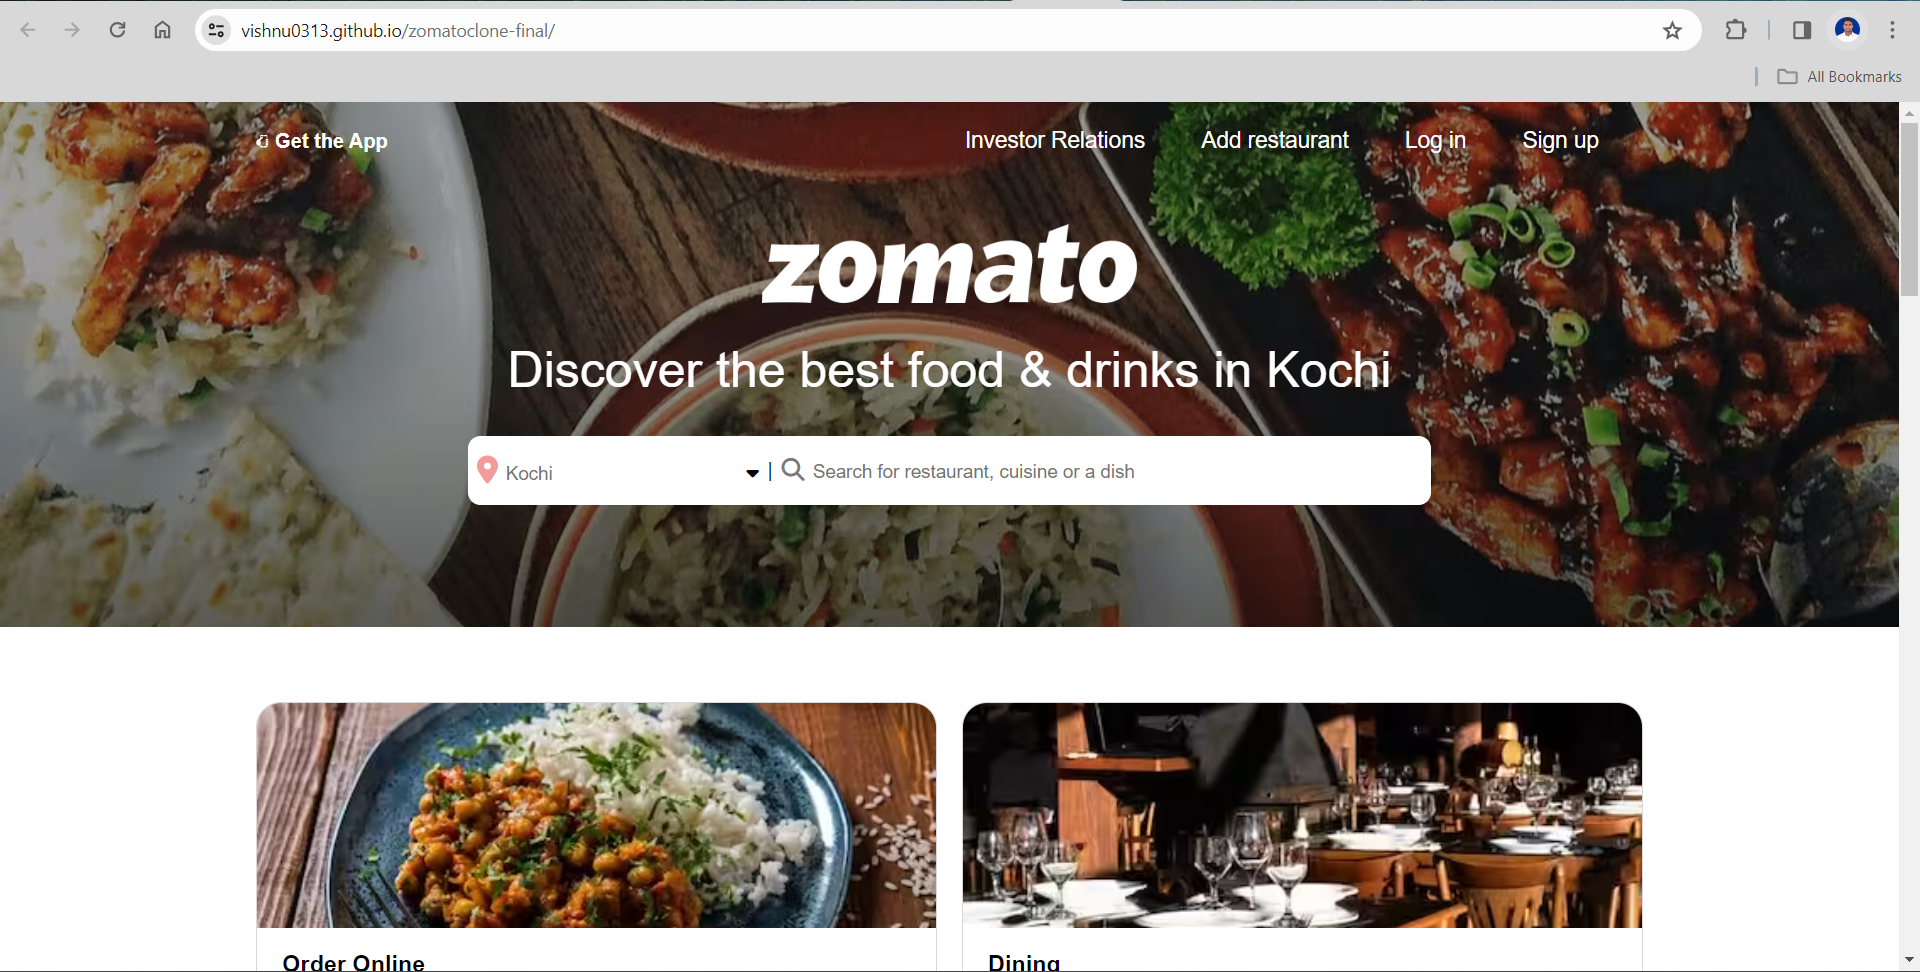 vishnu0313.github.io/zomatoclone-final/
All Bookmarks
Get the App
Investor Relations
Add restaurant
Log in
Sign up
zomato
Discover the best food & drinks in Kochi
Kochi
Search for restaurant, cuisine or a dish
Order Online
Dining